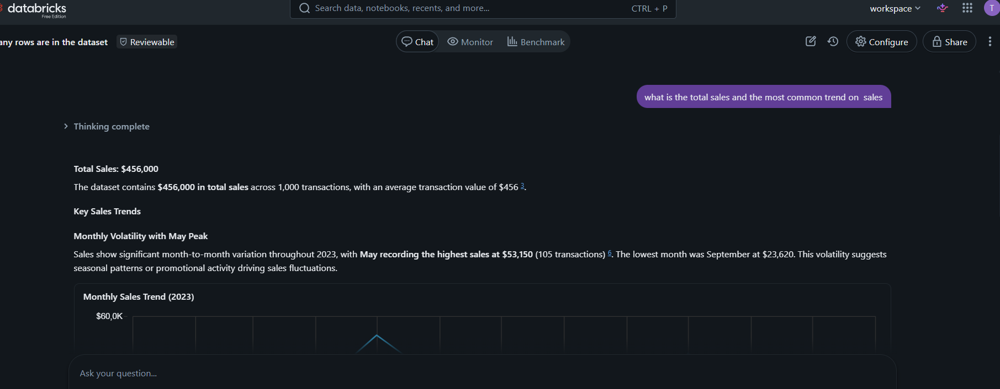 databricks
Free Edition
Search data, notebooks, recents, and more...
CTRL + P
workspace
T
any rows are in the dataset
Reviewable
Chat
Monitor
Benchmark
Configure
Share
what is the total sales and the most common trend on  sales
Thinking complete
Total Sales: $456,000
The dataset contains $456,000 in total sales across 1,000 transactions, with an average transaction value of $456 3.
Key Sales Trends
Monthly Volatility with May Peak
Sales show significant month-to-month variation throughout 2023, with May recording the highest sales at $53,150 (105 transactions) 6. The lowest month was September at $23,620. This volatility suggests
seasonal patterns or promotional activity driving sales fluctuations.
Monthly Sales Trend (2023)
$60,0K
Ask your question...